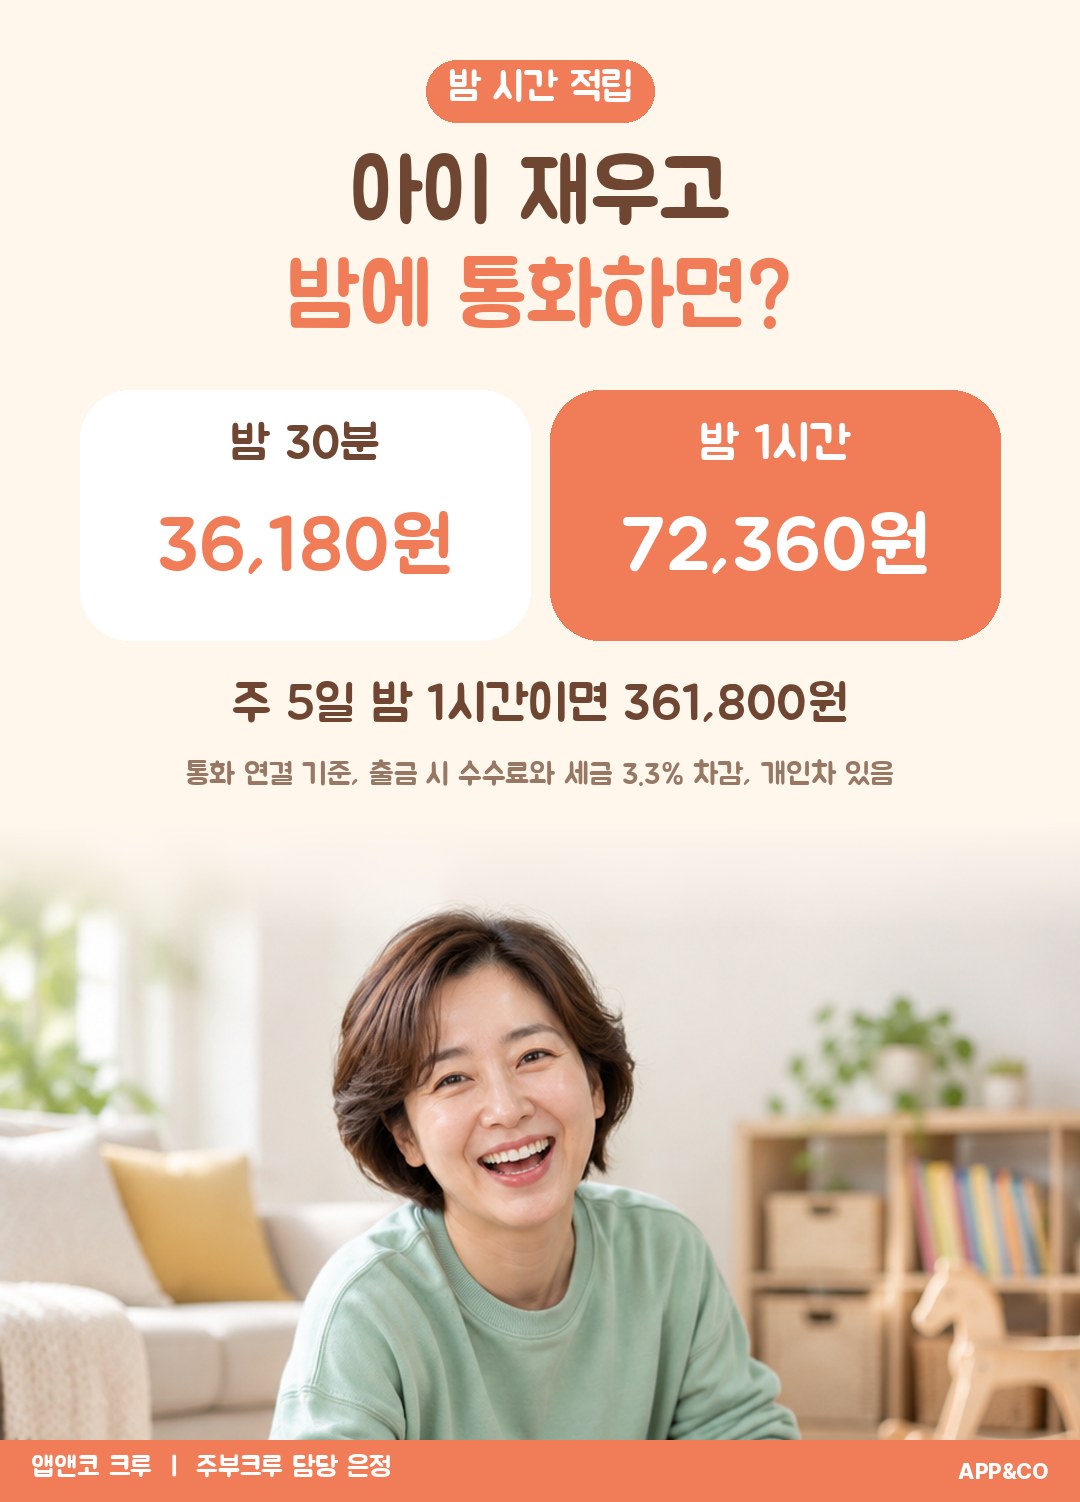 밤 시간 적립
아이 재우고
밤에 통화하면?
밤 30분
36,180원
밤 1시간
72,360원
주 5일 밤 1시간이면 361,800원
통화 연결 기준, 출금 시 수수료와 세금 3.3% 차감, 개인차 있음
앱앤코 크루 | 주부크루 담당 은정
APP&CO